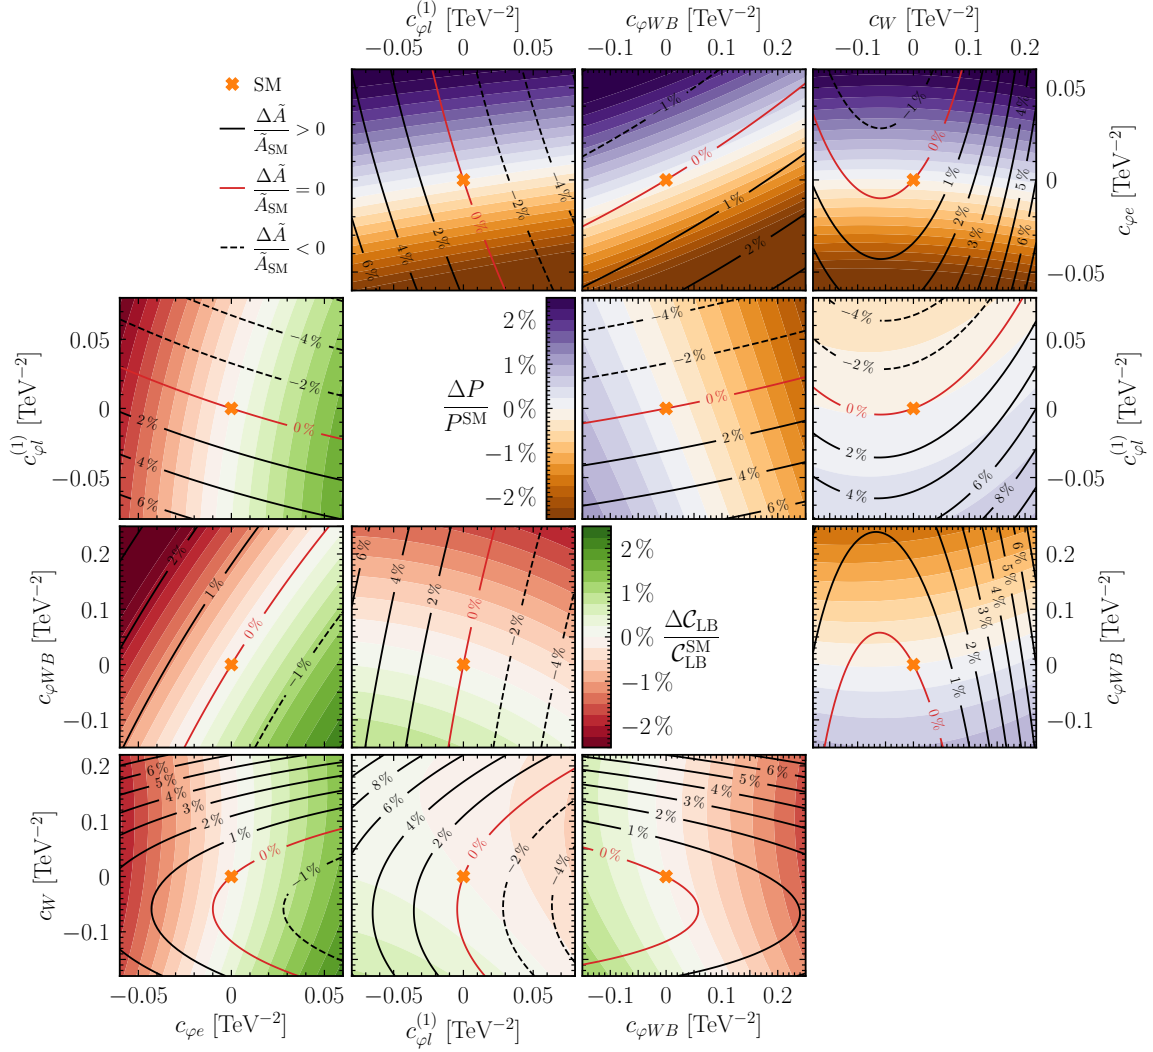 c_{φl}^{(1)} [TeV⁻²] c_{φWB} [TeV⁻²] c_W [TeV⁻²]
−0.05 0 0.05 −0.1 0 0.1 0.2 −0.1 0 0.1 0.2
SM
ΔÃ/Ã_SM > 0
ΔÃ/Ã_SM = 0
ΔÃ/Ã_SM < 0
6% 4% 2% 0% −2% −4%
−1% 0% 1% 2%
−1% 0% 1% 2% 3% 4% 5% 6%
0.05
0
−0.05
c_{φe} [TeV⁻²]
c_{φl}^{(1)} [TeV⁻²]
0.05
0
−0.05
−4% −2% 0% 2% 4% 6%
ΔP/P^SM
2%
1%
0%
−1%
−2%
−4% −2% 0% 2% 4% 6%
−4% −2% 0% 2% 4% 6% 8%
0.05
0
−0.05
c_{φl}^{(1)} [TeV⁻²]
c_{φWB} [TeV⁻²]
0.2
0.1
0
−0.1
2% 1% 0% −1%
6% 4% 2% 0% −2% −4%
2%
1%
0%
−1%
−2%
ΔC_LB/C_LB^SM
0% 1% 2% 3% 4% 5% 6%
0.2
0.1
0
−0.1
c_{φWB} [TeV⁻²]
c_W [TeV⁻²]
0.2
0.1
0
−0.1
6% 5% 4% 3% 2% 1% 0% −1%
8% 6% 4% 2% 0% −2% −4%
6% 5% 4% 3% 2% 1% 0%
−0.05 0 0.05 −0.05 0 0.05 −0.1 0 0.1 0.2
c_{φe} [TeV⁻²] c_{φl}^{(1)} [TeV⁻²] c_{φWB} [TeV⁻²]